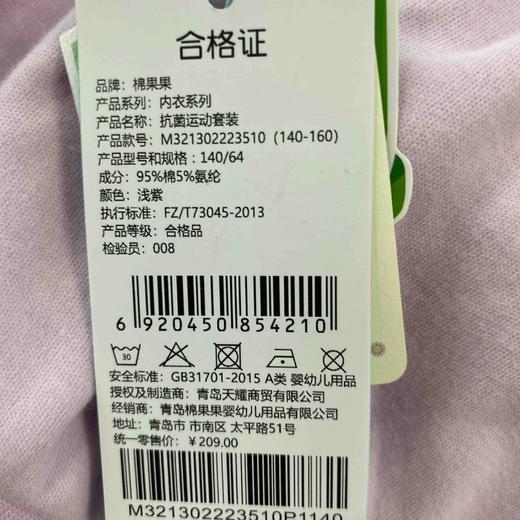 合格证
品牌：棉果果
产品系列：内衣系列
产品名称：抗菌运动套装
产品款号：M321302223510（140-160）
产品型号和规格：140/64
成分：95%棉5%氨纶
颜色：浅紫
执行标准：FZ/T73045-2013
产品等级：合格品
检验员：008
6 920450 854210
30
安全标准：GB31701-2015 A类 婴幼儿用品
授权及制造商：青岛天耀商贸有限公司
经销商：青岛棉果果婴幼儿用品有限公司
地址：青岛市 市南区 太平路51号
统一零售价：￥209.00
M321302223510P1140